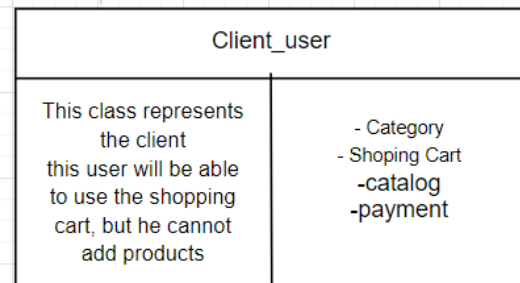 Client_user
This class represents
the client
this user will be able
to use the shopping
cart, but he cannot
add products
- Category
- Shoping Cart
-catalog
-payment